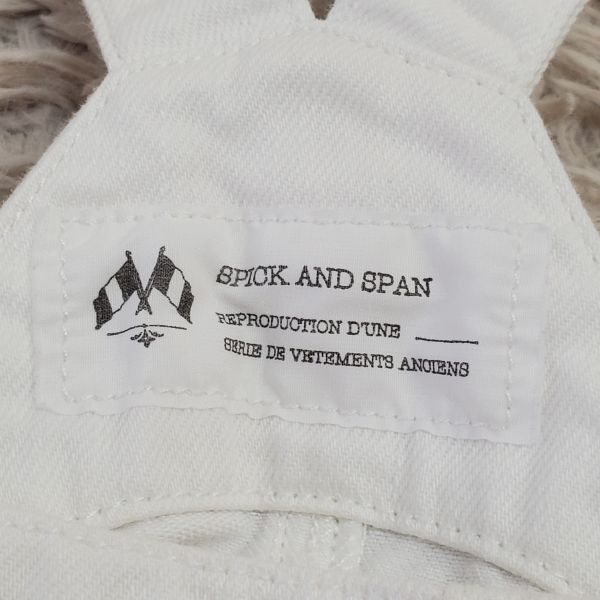 SPICK AND SPAN
REPRODUCTION D'UNE
SERIE DE VETEMENTS ANCIENS